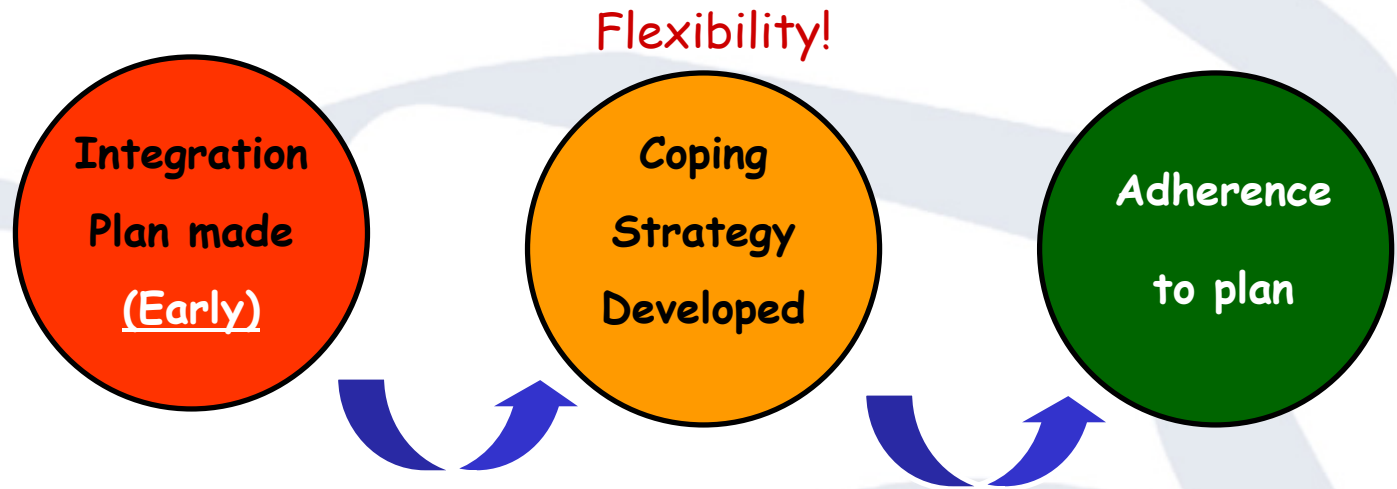 Flexibility!
Integration
Plan made
(Early)
Coping
Strategy
Developed
Adherence
to plan